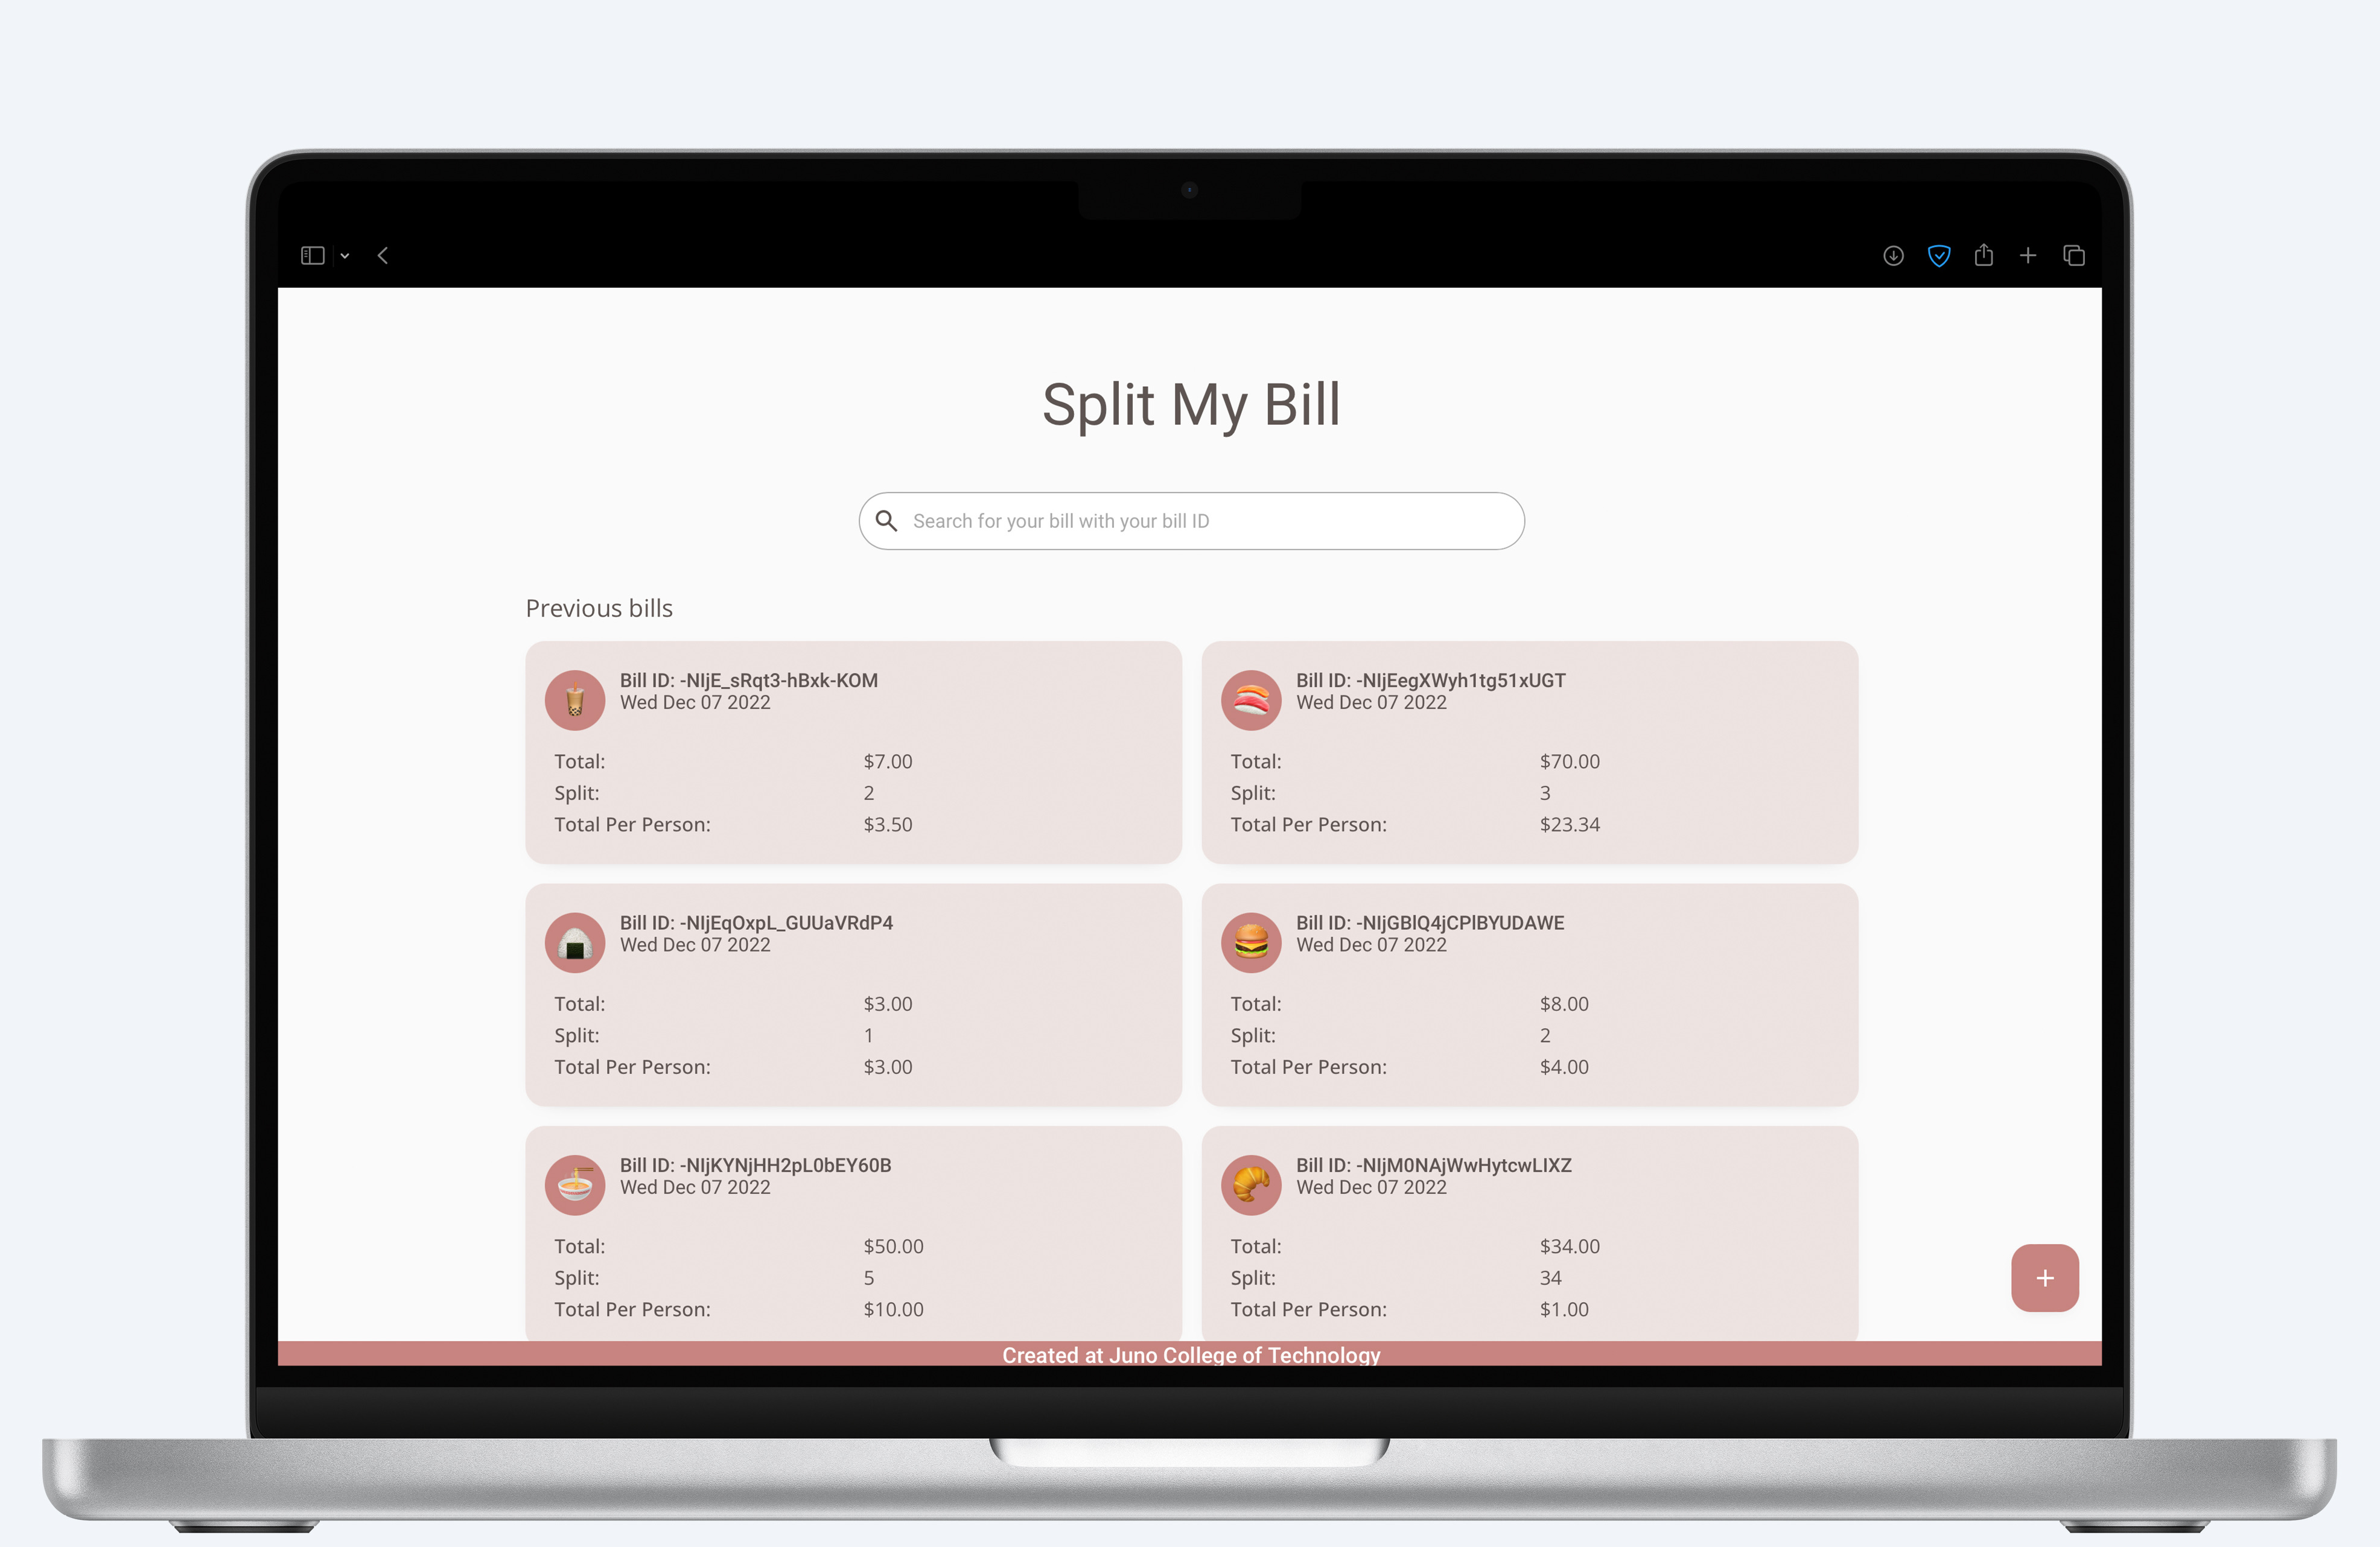 Split My Bill
Search for your bill with your bill ID
Previous bills
Bill ID: -NIjE_sRqt3-hBxk-KOM
Wed Dec 07 2022
Total: $7.00
Split: 2
Total Per Person: $3.50
Bill ID: -NIjEegXWyh1tg51xUGT
Wed Dec 07 2022
Total: $70.00
Split: 3
Total Per Person: $23.34
Bill ID: -NIjEqOxpL_GUUaVRdP4
Wed Dec 07 2022
Total: $3.00
Split: 1
Total Per Person: $3.00
Bill ID: -NIjGBlQ4jCPlBYUDAWE
Wed Dec 07 2022
Total: $8.00
Split: 2
Total Per Person: $4.00
Bill ID: -NIjKYNjHH2pL0bEY60B
Wed Dec 07 2022
Total: $50.00
Split: 5
Total Per Person: $10.00
Bill ID: -NIjM0NAjWwHytcwLIXZ
Wed Dec 07 2022
Total: $34.00
Split: 34
Total Per Person: $1.00
Created at Juno College of Technology